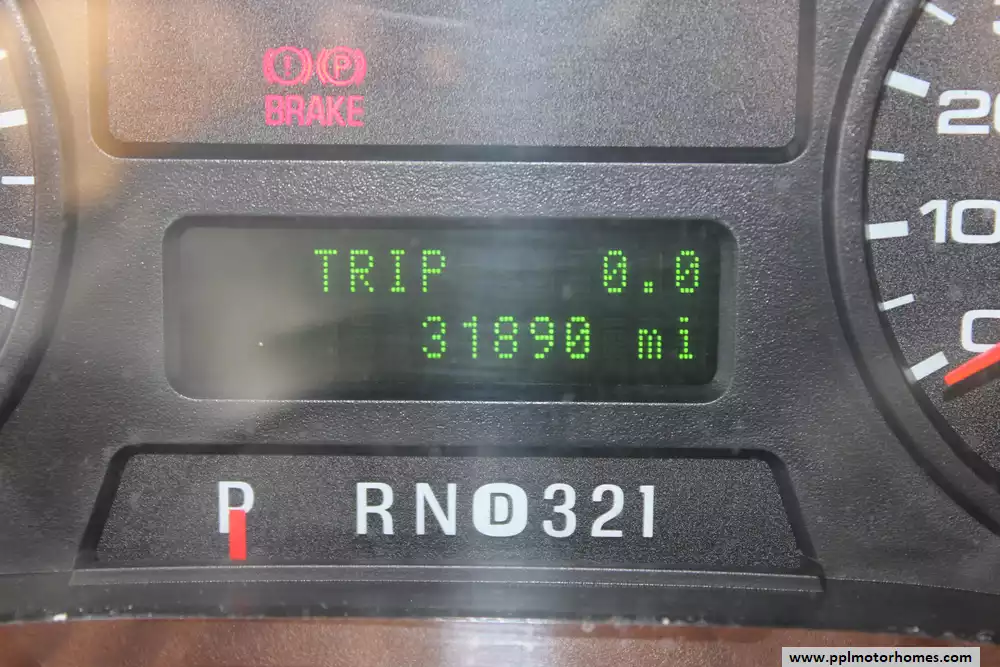 (!) (P)
BRAKE
20
10
0
TRIP 0.0
31890 mi
P RND321
www.pplmotorhomes.com